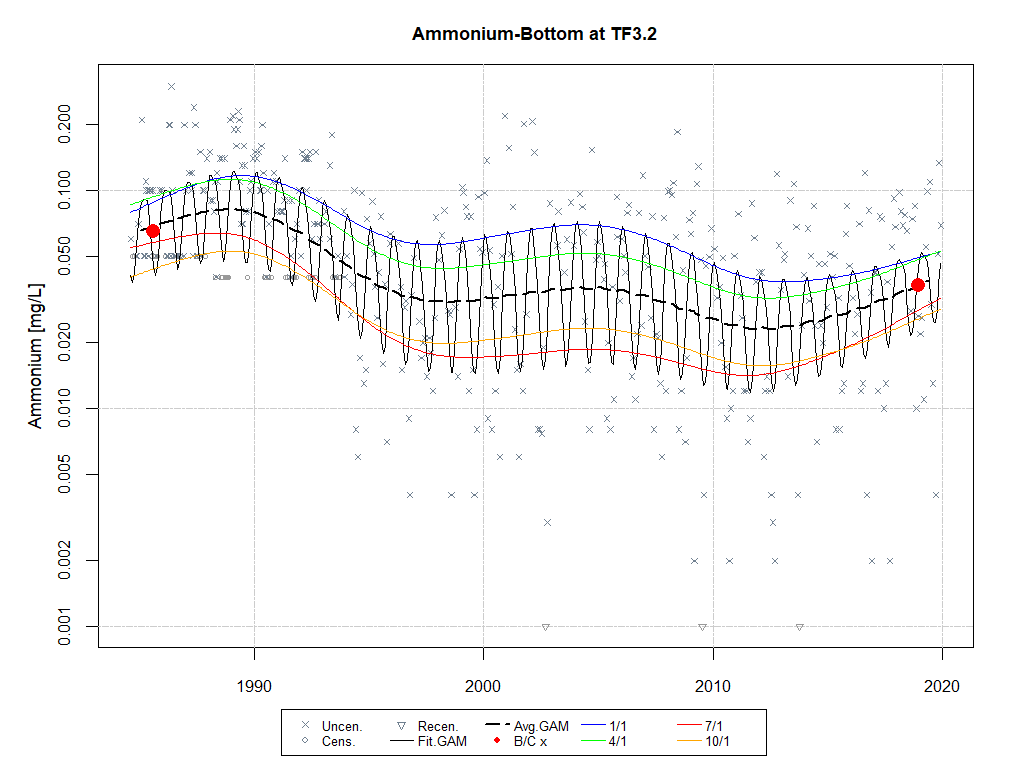 Ammonium-Bottom at TF3.2
Ammonium [mg/L]
0.200
0.100
0.050
0.020
0.010
0.005
0.002
0.001
1990 2000 2010 2020
Uncen. Recen. Avg.GAM 1/1 7/1
Cens. Fit.GAM B/C x 4/1 10/1